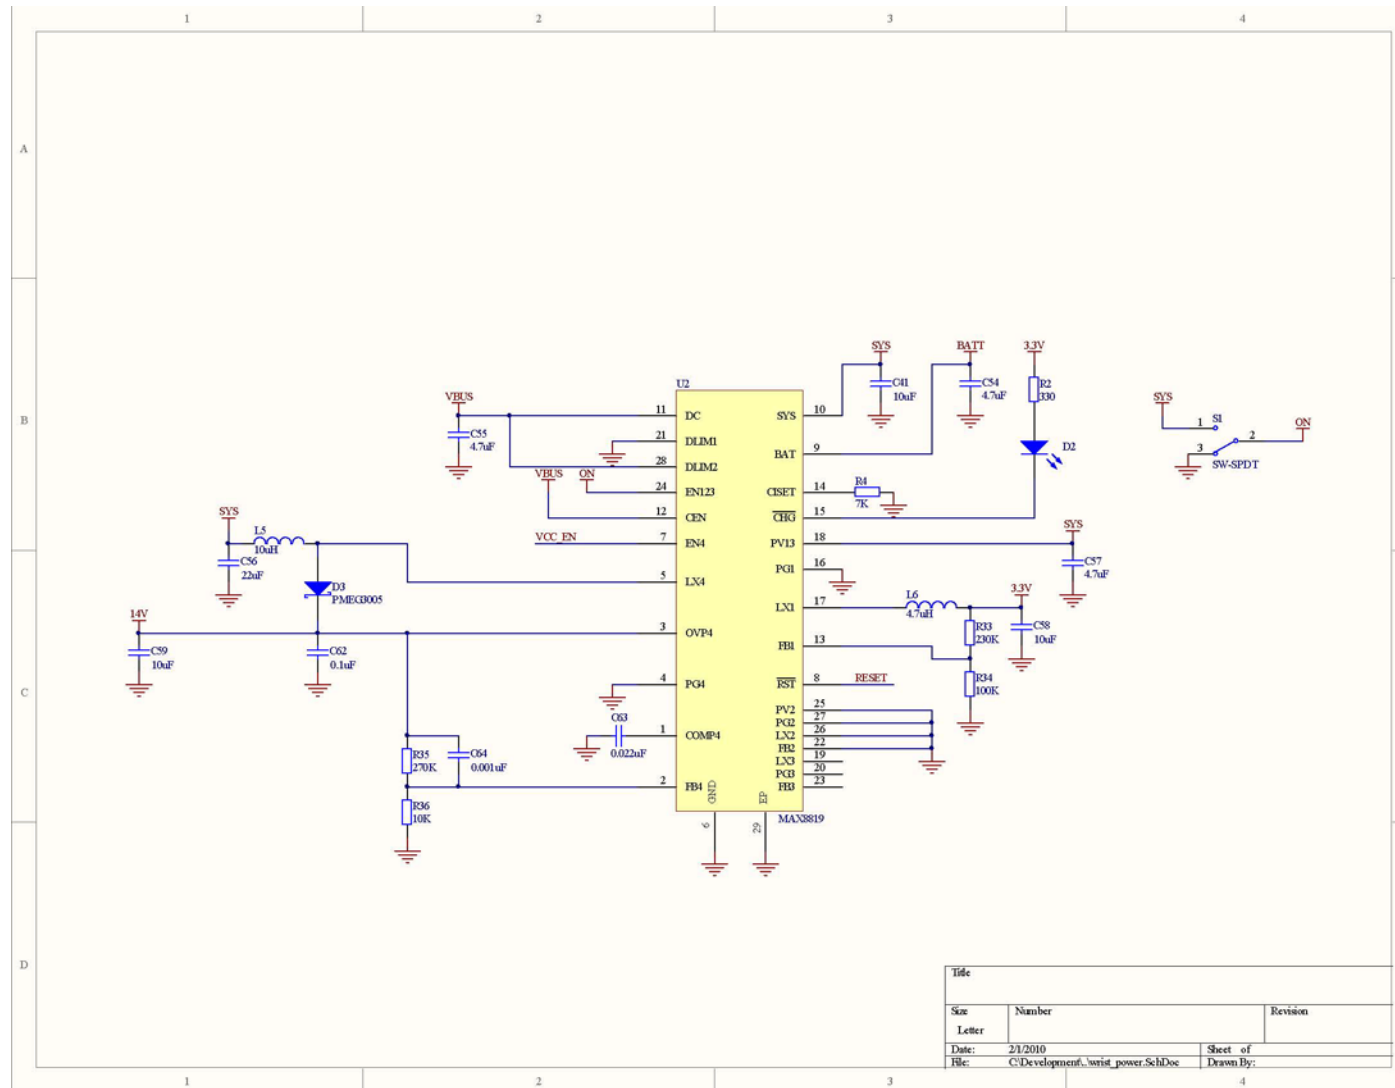 1 2 3 4
A
B
C
D
U2
MAX8819
11 DC
21 DLIM1
28 DLIM2
24 EN123
12 CEN
7 EN4
5 LX4
3 OVP4
4 PG4
1 COMP4
2 FB4
SYS 10
BAT 9
CISET 14
CHG 15
PV13 18
PG1 16
LX1 17
FB1 13
RST 8
PV2 25
PG2 27
LX2 26
FB2 22
LX3 19
PG3 20
FB3 23
GND 6
EP 29
VBUS
C55
4.7uF
VBUS ON
VCC_EN
SYS
L5
10uH
C56
22uF
D3
PMEG3005
14V
C59
10uF
C62
0.1uF
C63
0.022uF
R35
270K
C64
0.001uF
R36
10K
SYS
C41
10uF
BATT
C54
4.7uF
3.3V
R2
330
D2
R4
7K
SYS
C57
4.7uF
L6
4.7uH
3.3V
R33
230K
C58
10uF
RESET
R34
100K
SYS
1 S1
2 ON
3
SW-SPDT
Title
Size Number Revision
Letter
Date: 2/1/2010 Sheet of
File: C:\Development\..\wrist_power.SchDoc Drawn By:
1 2 3 4